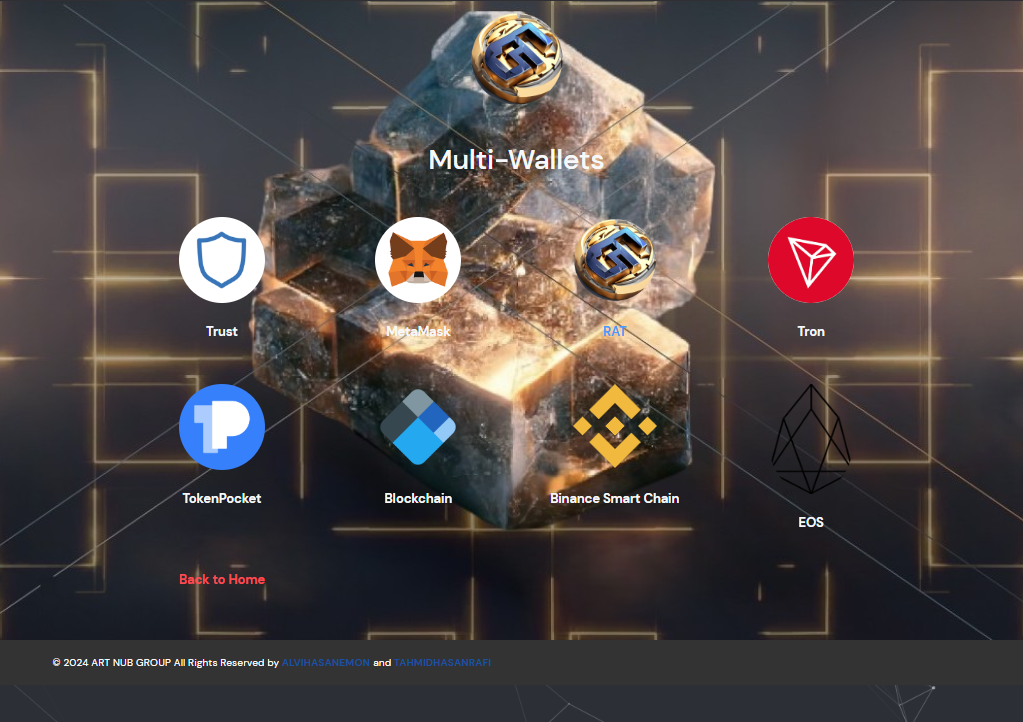 Multi-Wallets
Trust
MetaMask
RAT
Tron
TokenPocket
Blockchain
Binance Smart Chain
EOS
Back to Home
© 2024 ART NUB GROUP All Rights Reserved by ALVIHASANEMON and TAHMIDHASANRAFI